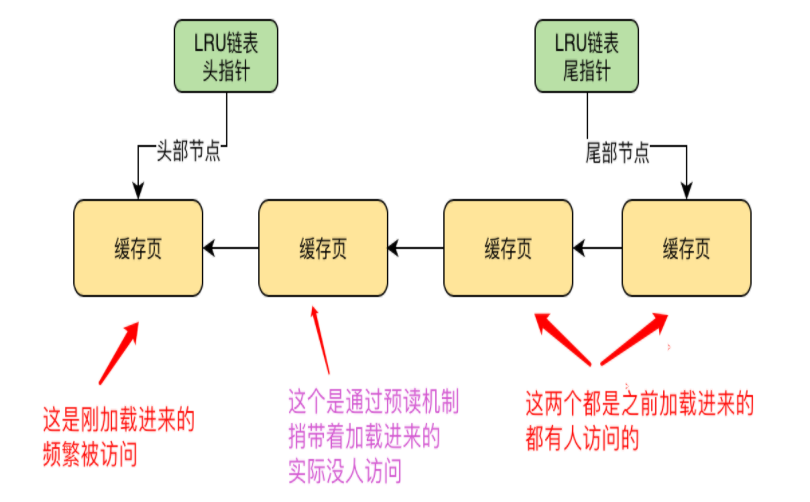 LRU链表
头指针
LRU链表
尾指针
头部节点
尾部节点
缓存页
缓存页
缓存页
缓存页
这是刚加载进来的
频繁被访问
这个是通过预读机制
捎带着加载进来的
实际没人访问
这两个都是之前加载进来的
都有人访问的